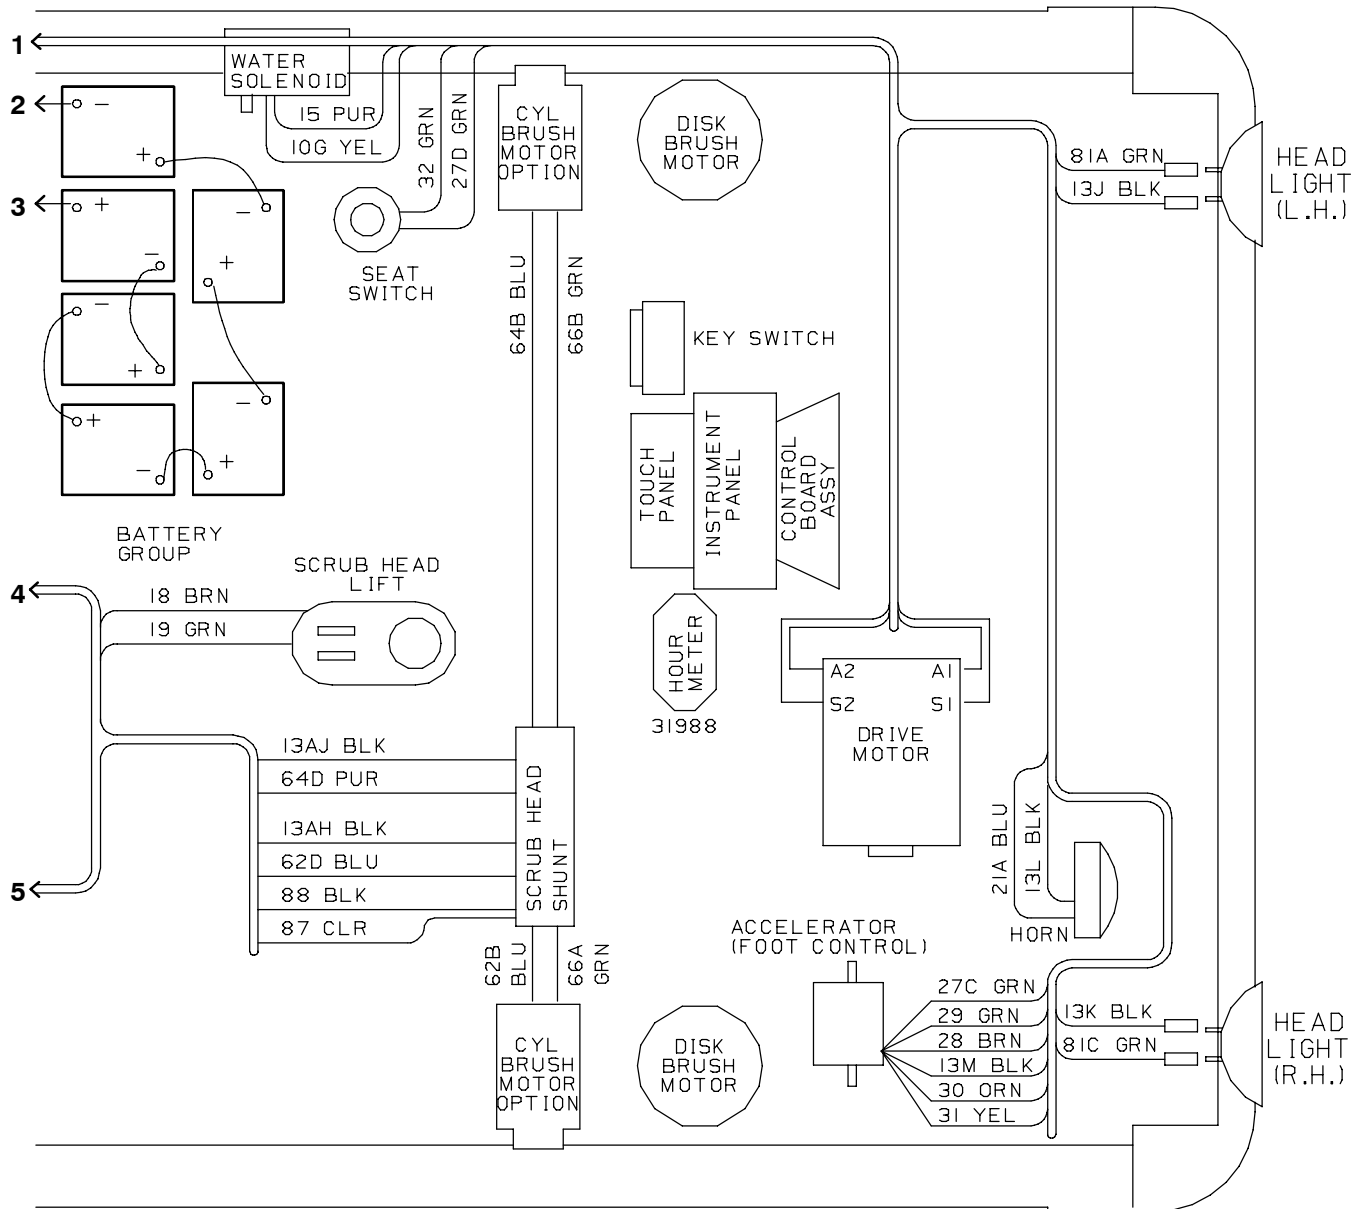 1
WATER
SOLENOID
2
-
+
15 PUR
10G YEL
32 GRN
27D GRN
CYL
BRUSH
MOTOR
OPTION
DISK
BRUSH
MOTOR
81A GRN
13J BLK
HEAD
LIGHT
(L.H.)
3
+
-
-
+
SEAT
SWITCH
64B BLU
66B GRN
-
+
KEY SWITCH
+
-
-
+
TOUCH
PANEL
INSTRUMENT
PANEL
CONTROL
BOARD
ASSY
BATTERY
GROUP
SCRUB HEAD
LIFT
4
18 BRN
19 GRN
HOUR
METER
31988
A2
A1
S2
S1
DRIVE
MOTOR
13AJ BLK
64D PUR
13AH BLK
62D BLU
88 BLK
87 CLR
SCRUB HEAD
SHUNT
5
21A BLU
13L BLK
HORN
62B
BLU
66A
GRN
ACCELERATOR
(FOOT CONTROL)
27C GRN
29 GRN
28 BRN
13M BLK
30 ORN
31 YEL
13K BLK
81C GRN
HEAD
LIGHT
(R.H.)
CYL
BRUSH
MOTOR
OPTION
DISK
BRUSH
MOTOR